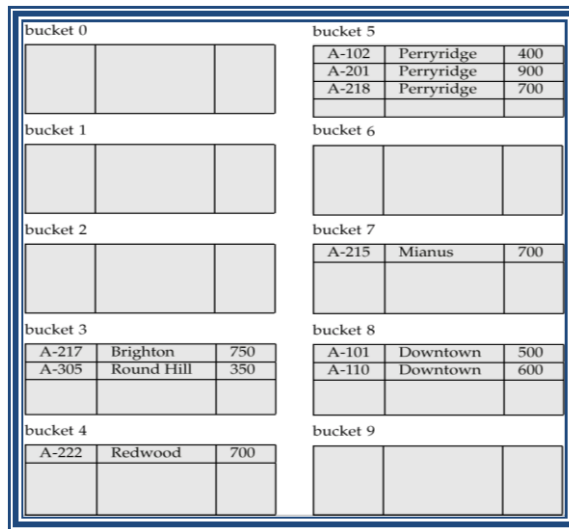 bucket 0
bucket 1
bucket 2
bucket 3
A-217 Brighton 750
A-305 Round Hill 350
bucket 4
A-222 Redwood 700
bucket 5
A-102 Perryridge 400
A-201 Perryridge 900
A-218 Perryridge 700
bucket 6
bucket 7
A-215 Mianus 700
bucket 8
A-101 Downtown 500
A-110 Downtown 600
bucket 9